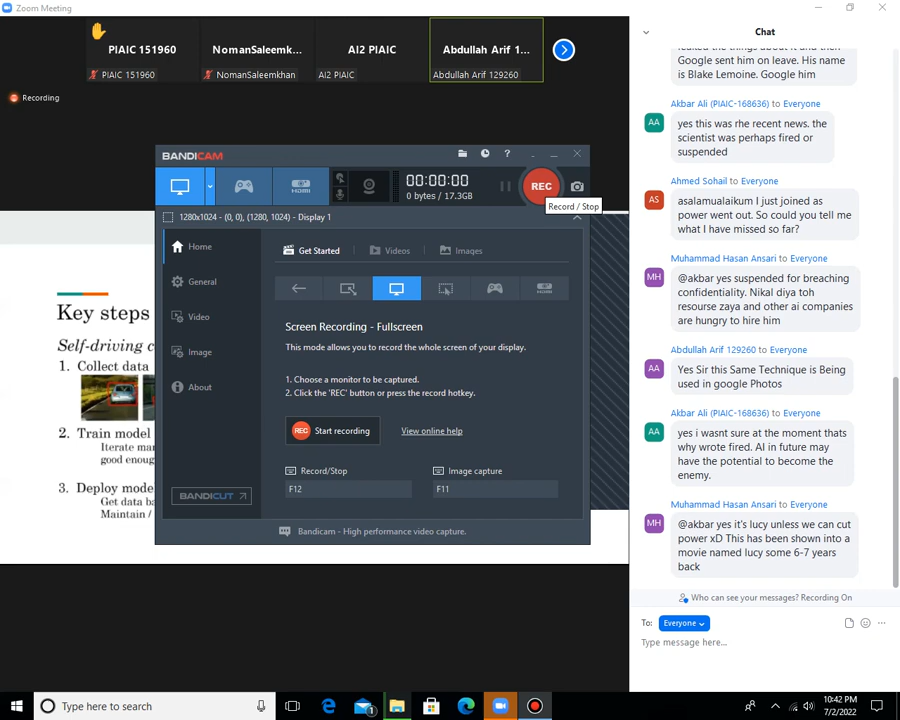 Zoom Meeting
PIAIC 151960
NomanSaleemk...
AI2 PIAIC
Abdullah Arif 1...
PIAIC 151960
NomanSaleemkhan
AI2 PIAIC
Abdullah Arif 129260
Recording
Key steps
Self-driving c
1. Collect data
2. Train model
Iterate man
good enoug
3. Deploy mode
Get data ba
Maintain /
BANDICAM
HDMI
00:00:00
0 bytes / 17.3GB
REC
Record / Stop
1280x1024 - (0, 0), (1280, 1024) - Display 1
Home
General
Video
Image
About
BANDICUT
Get Started
Videos
Images
HDMI
Screen Recording - Fullscreen
This mode allows you to record the whole screen of your display.
1. Choose a monitor to be captured.
2. Click the 'REC' button or press the record hotkey.
REC Start recording
View online help
Record/Stop
Image capture
F12
F11
Bandicam - High performance video capture.
Chat
leaked the things about it and then
Google sent him on leave. His name
is Blake Lemoine. Google him
Akbar Ali (PIAIC-168636) to Everyone
AA
yes this was rhe recent news. the
scientist was perhaps fired or
suspended
Ahmed Sohail to Everyone
AS
asalamualaikum I just joined as
power went out. So could you tell me
what I have missed so far?
Muhammad Hasan Ansari to Everyone
MH
@akbar yes suspended for breaching
confidentiality. Nikal diya toh
resourse zaya and other ai companies
are hungry to hire him
Abdullah Arif 129260 to Everyone
AA
Yes Sir this Same Technique is Being
used in google Photos
Akbar Ali (PIAIC-168636) to Everyone
AA
yes i wasnt sure at the moment thats
why wrote fired. AI in future may
have the potential to become the
enemy.
Muhammad Hasan Ansari to Everyone
MH
@akbar yes it's lucy unless we can cut
power xD This has been shown into a
movie named lucy some 6-7 years
back
Who can see your messages? Recording On
To: Everyone
Type message here...
Type here to search
1
10:42 PM
7/2/2022